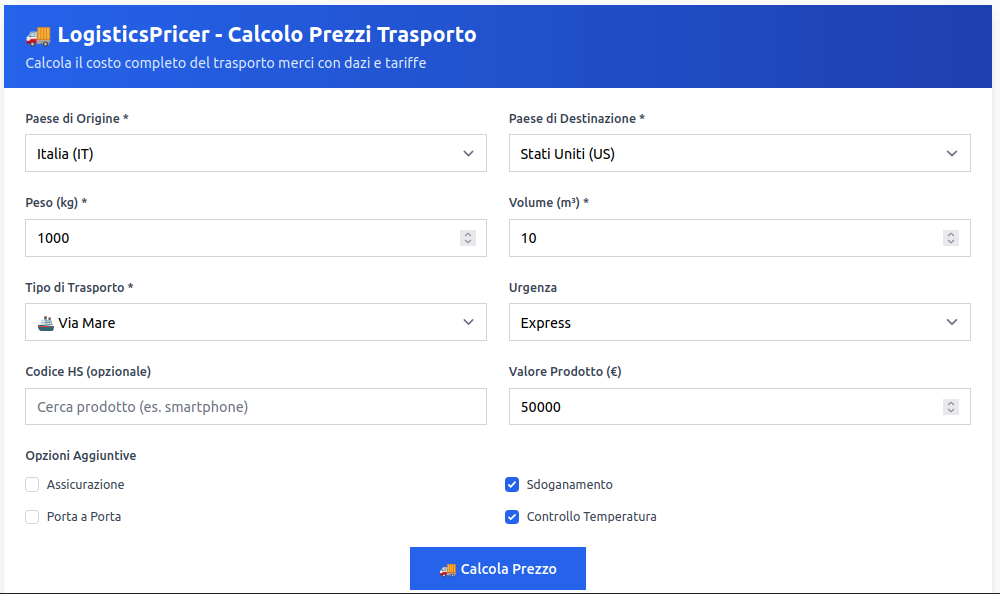 🚚 LogisticsPricer - Calcolo Prezzi Trasporto
Calcola il costo completo del trasporto merci con dazi e tariffe
Paese di Origine *
Paese di Destinazione *
Italia (IT)
Stati Uniti (US)
Peso (kg) *
Volume (m³) *
1000
10
Tipo di Trasporto *
Urgenza
🚢 Via Mare
Express
Codice HS (opzionale)
Valore Prodotto (€)
Cerca prodotto (es. smartphone)
50000
Opzioni Aggiuntive
Assicurazione
Sdoganamento
Porta a Porta
Controllo Temperatura
🚚 Calcola Prezzo